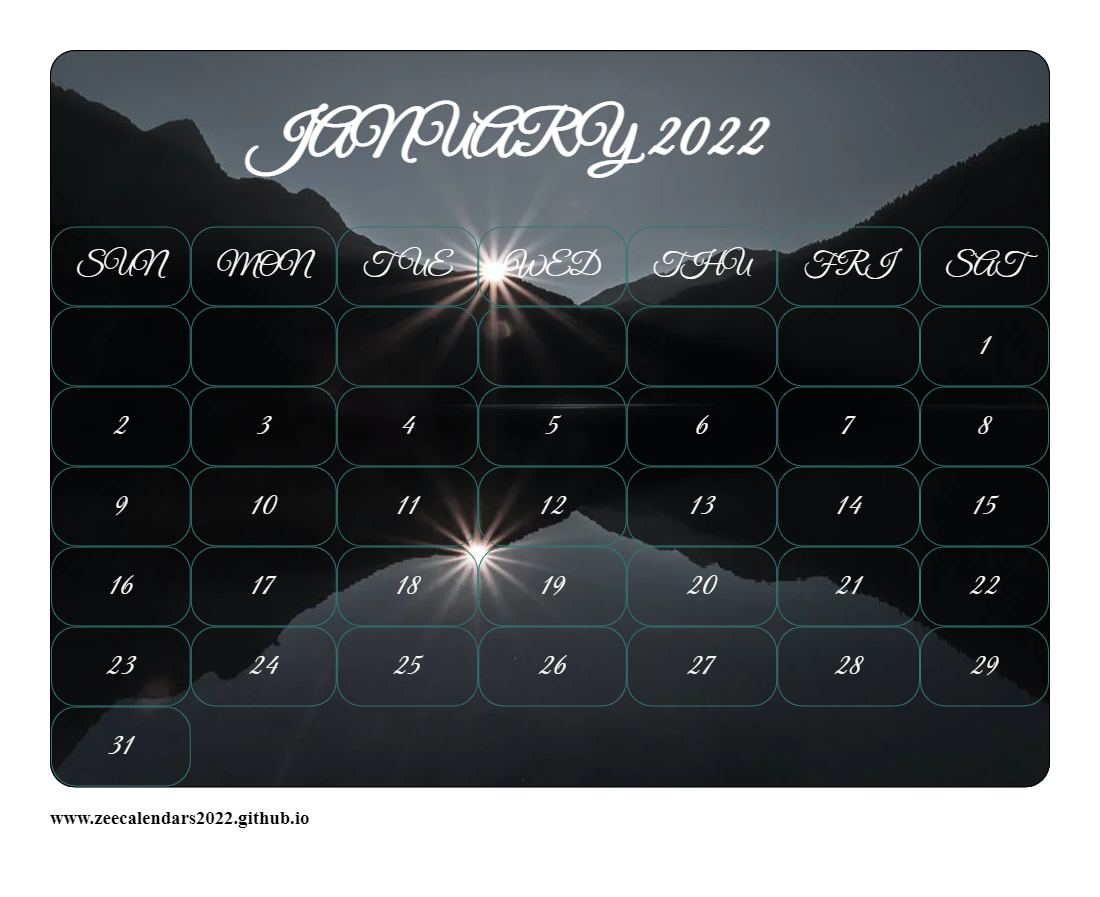 JANUARY 2022
SUN MON TUE WED THU FRI SAT
1
2 3 4 5 6 7 8
9 10 11 12 13 14 15
16 17 18 19 20 21 22
23 24 25 26 27 28 29
31
www.zeecalendars2022.github.io